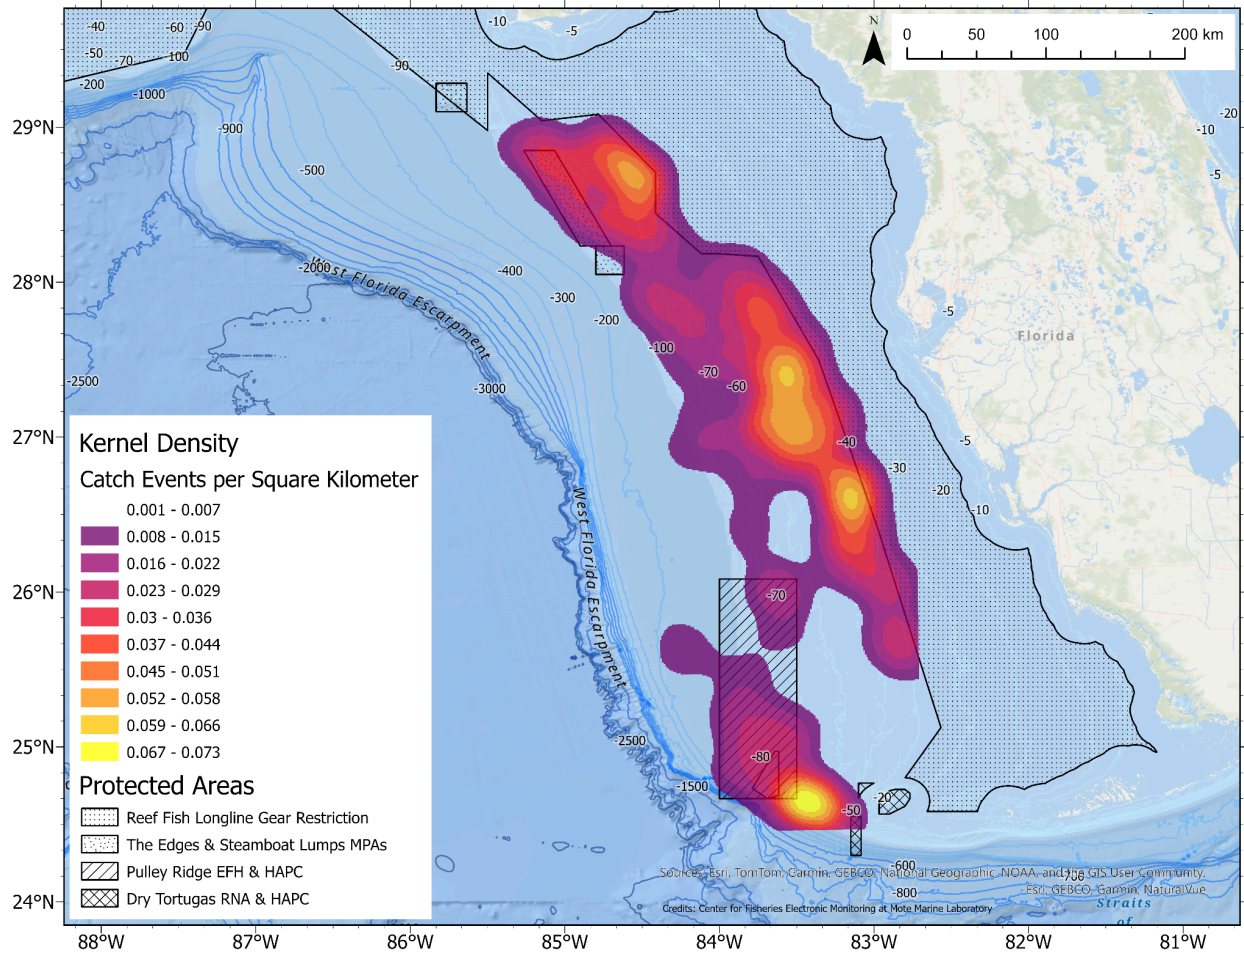 -40
-60
-90
-50
-70
-100
-200
-1000
-900
-500
-90
-10
-5
N
0
50
100
200 km
-20
-10
-5
29°N
28°N
27°N
26°N
25°N
24°N
-2000
West Florida Escarpment
-400
-300
-200
-100
-70
-60
-5
Florida
-2500
-3000
-40
-5
-30
-20
-10
West Florida Escarpment
-70
-2500
-80
-1500
-20
-50
-600
-700
-800
Kernel Density
Catch Events per Square Kilometer
0.001 - 0.007
0.008 - 0.015
0.016 - 0.022
0.023 - 0.029
0.03 - 0.036
0.037 - 0.044
0.045 - 0.051
0.052 - 0.058
0.059 - 0.066
0.067 - 0.073
Protected Areas
Reef Fish Longline Gear Restriction
The Edges & Steamboat Lumps MPAs
Pulley Ridge EFH & HAPC
Dry Tortugas RNA & HAPC
Sources: Esri, TomTom, Garmin, GEBCO, National Geographic, NOAA, and the GIS User Community,
Esri, GEBCO, Garmin, NaturalVue
Credits: Center for Fisheries Electronic Monitoring at Mote Marine Laboratory
Straits
of
88°W
87°W
86°W
85°W
84°W
83°W
82°W
81°W